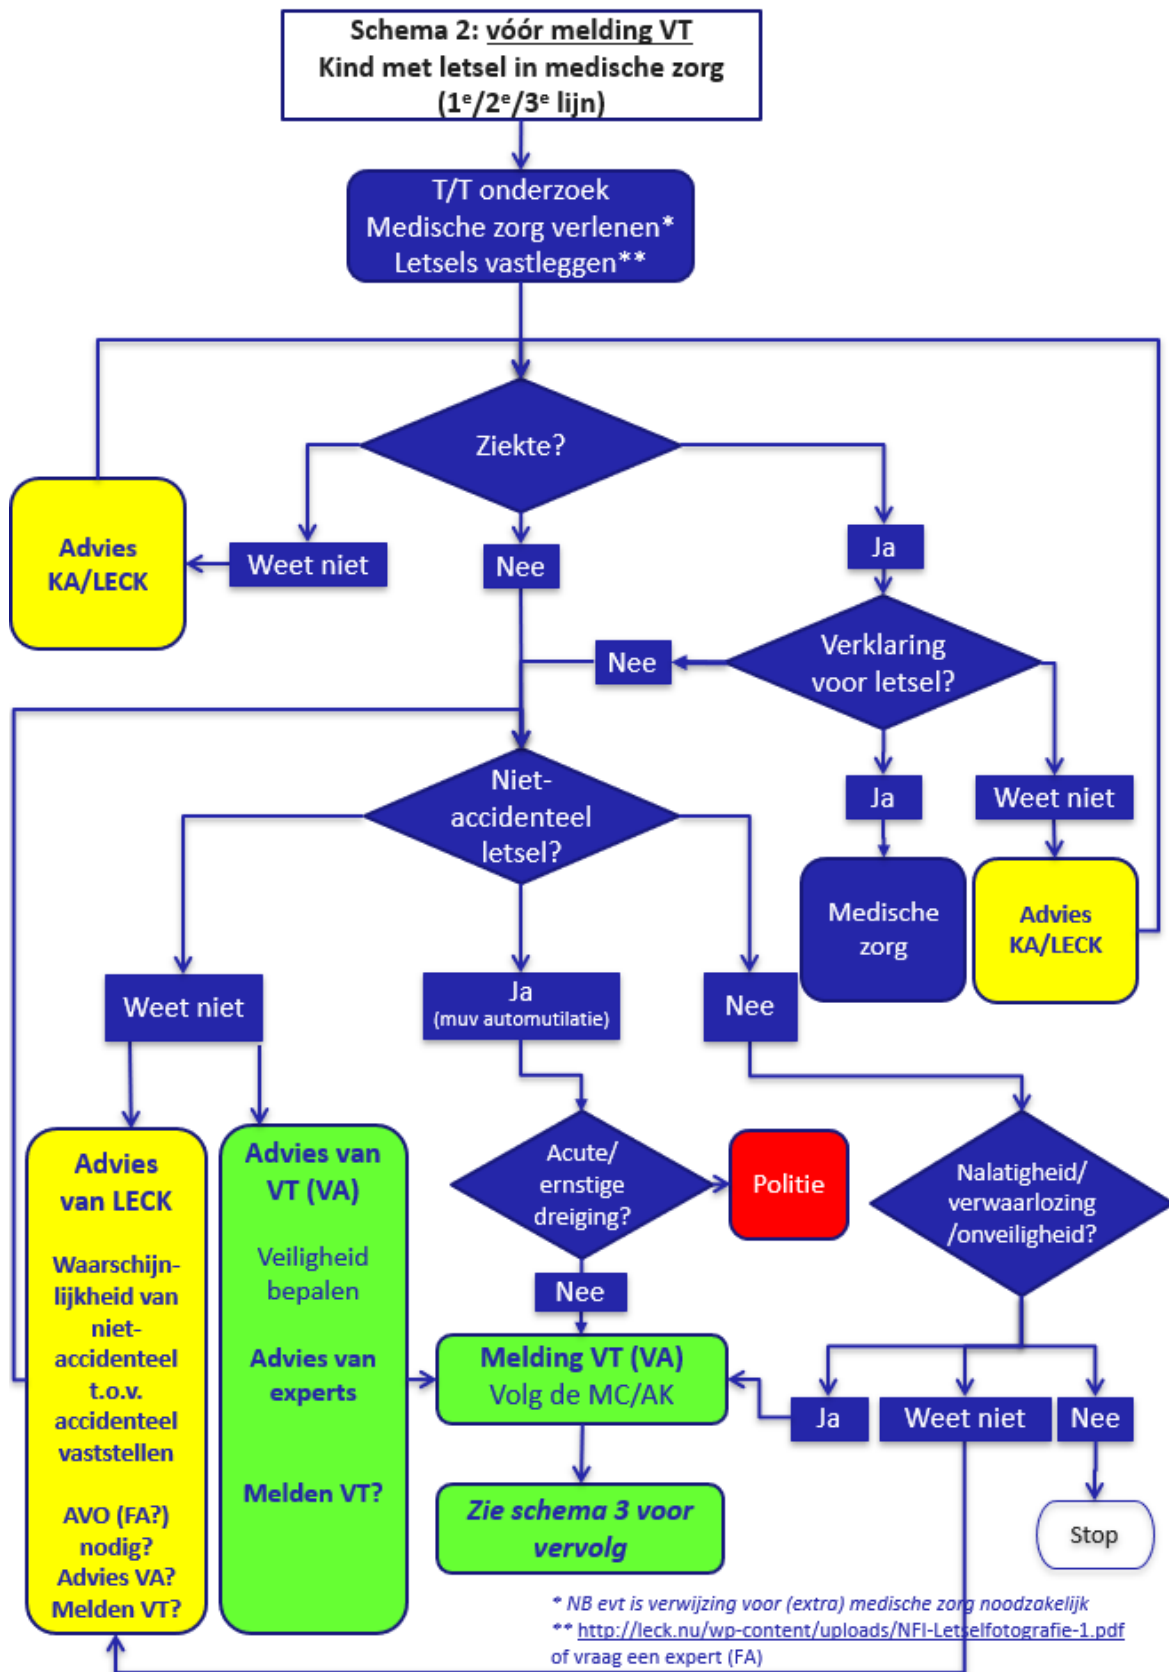 Schema 2: vóór melding VT
Kind met letsel in medische zorg
(1e/2e/3e lijn)
T/T onderzoek
Medische zorg verlenen*
Letsels vastleggen**
Ziekte?
Weet niet
Nee
Ja
Advies
KA/LECK
Verklaring
voor letsel?
Nee
Ja
Weet niet
Medische
zorg
Advies
KA/LECK
Niet-
accidenteel
letsel?
Weet niet
Ja
(muv automutilatie)
Nee
Advies
van LECK
Waarschijn-
lijkheid van
niet-
accidenteel
t.o.v.
accidenteel
vaststellen
AVO (FA?)
nodig?
Advies VA?
Melden VT?
Advies van
VT (VA)
Veiligheid
bepalen
Advies van
experts
Melden VT?
Acute/
ernstige
dreiging?
Politie
Nee
Nalatigheid/
verwaarlozing
/onveiligheid?
Melding VT (VA)
Volg de MC/AK
Ja
Weet niet
Nee
Zie schema 3 voor
vervolg
Stop
* NB evt is verwijzing voor (extra) medische zorg noodzakelijk
** http://leck.nu/wp-content/uploads/NFI-Letselfotografie-1.pdf
of vraag een expert (FA)